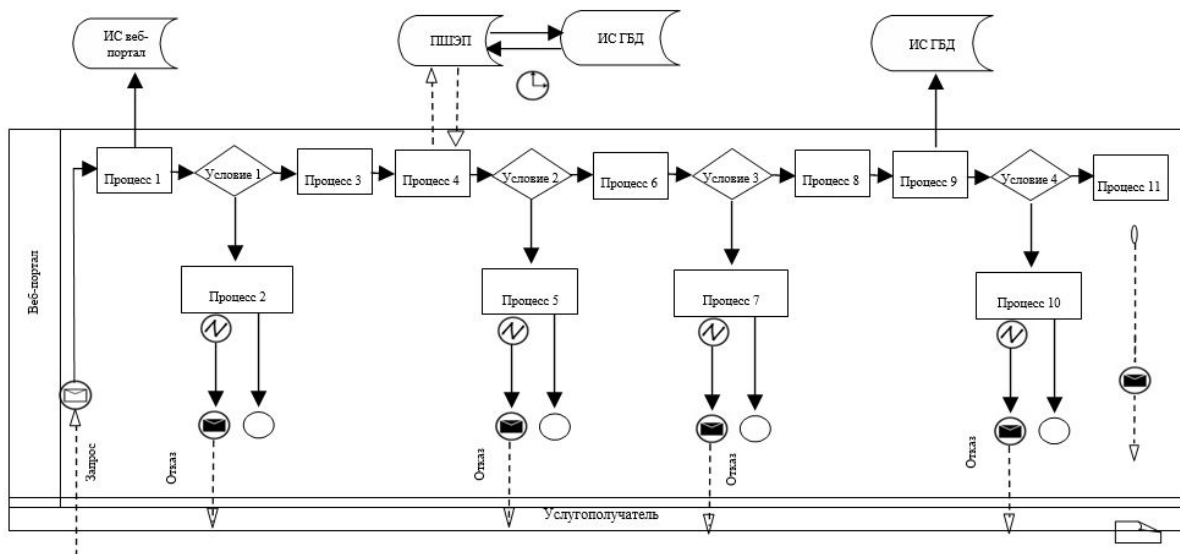 ИС веб-
портал
ПШЭП
ИС ГБД
ИС ГБД
Процесс 1
Условие 1
Процесс 3
Процесс 4
Условие 2
Процесс 6
Условие 3
Процесс 8
Процесс 9
Условие 4
Процесс 11
Процесс 2
Процесс 5
Процесс 7
Процесс 10
Веб-портал
Запрос
Отказ
Отказ
Отказ
Отказ
Услугополучатель